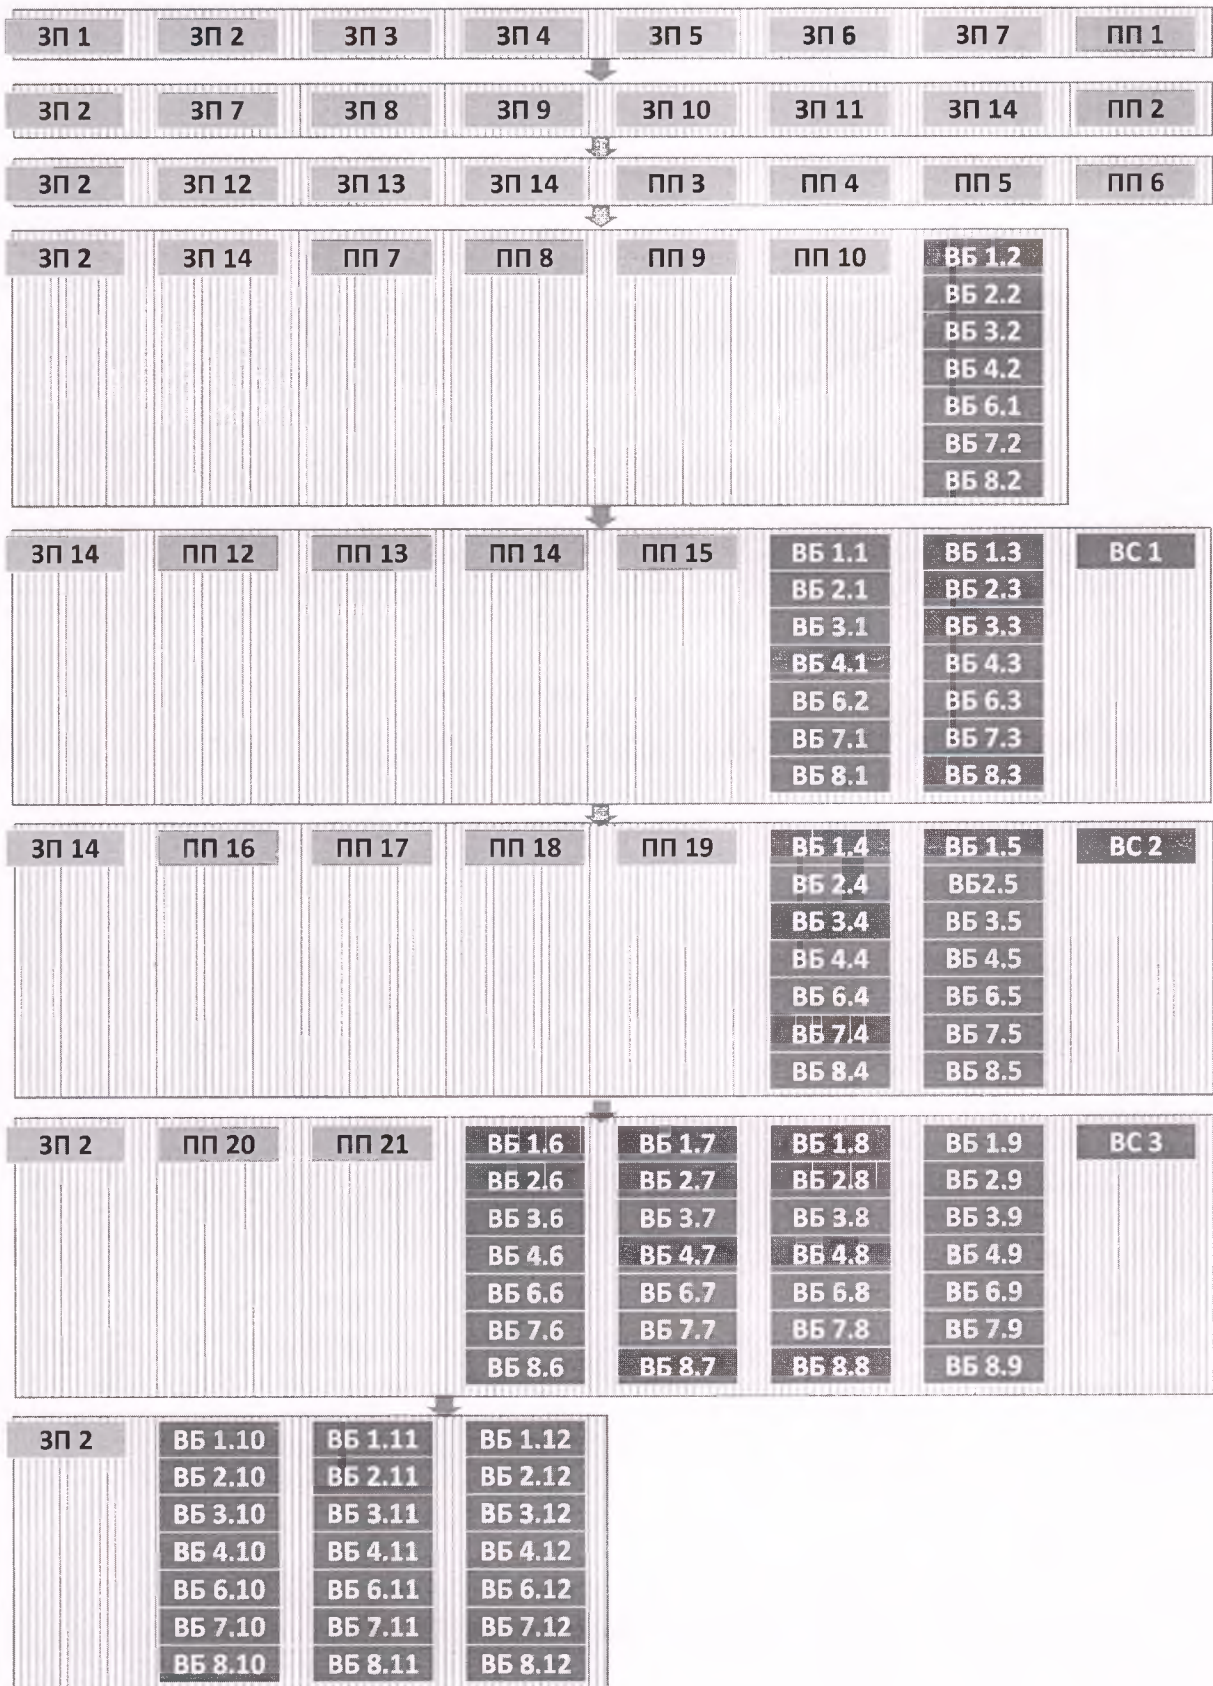 ЗП 1 ЗП 2 ЗП 3 ЗП 4 ЗП 5 ЗП 6 ЗП 7 ПП 1
ЗП 2 ЗП 7 ЗП 8 ЗП 9 ЗП 10 ЗП 11 ЗП 14 ПП 2
ЗП 2 ЗП 12 ЗП 13 ЗП 14 ПП 3 ПП 4 ПП 5 ПП 6
ЗП 2 ЗП 14 ПП 7 ПП 8 ПП 9 ПП 10 ВБ 1.2
ВБ 2.2
ВБ 3.2
ВБ 4.2
ВБ 6.1
ВБ 7.2
ВБ 8.2
ЗП 14 ПП 12 ПП 13 ПП 14 ПП 15 ВБ 1.1 ВБ 1.3 ВС 1
ВБ 2.1 ВБ 2.3
ВБ 3.1 ВБ 3.3
ВБ 4.1 ВБ 4.3
ВБ 6.2 ВБ 6.3
ВБ 7.1 ВБ 7.3
ВБ 8.1 ВБ 8.3
ЗП 14 ПП 16 ПП 17 ПП 18 ПП 19 ВБ 1.4 ВБ 1.5 ВС 2
ВБ 2.4 ВБ2.5
ВБ 3.4 ВБ 3.5
ВБ 4.4 ВБ 4.5
ВБ 6.4 ВБ 6.5
ВБ 7.4 ВБ 7.5
ВБ 8.4 ВБ 8.5
ЗП 2 ПП 20 ПП 21 ВБ 1.6 ВБ 1.7 ВБ 1.8 ВБ 1.9 ВС 3
ВБ 2.6 ВБ 2.7 ВБ 2.8 ВБ 2.9
ВБ 3.6 ВБ 3.7 ВБ 3.8 ВБ 3.9
ВБ 4.6 ВБ 4.7 ВБ 4.8 ВБ 4.9
ВБ 6.6 ВБ 6.7 ВБ 6.8 ВБ 6.9
ВБ 7.6 ВБ 7.7 ВБ 7.8 ВБ 7.9
ВБ 8.6 ВБ 8.7 ВБ 8.8 ВБ 8.9
ЗП 2 ВБ 1.10 ВБ 1.11 ВБ 1.12
ВБ 2.10 ВБ 2.11 ВБ 2.12
ВБ 3.10 ВБ 3.11 ВБ 3.12
ВБ 4.10 ВБ 4.11 ВБ 4.12
ВБ 6.10 ВБ 6.11 ВБ 6.12
ВБ 7.10 ВБ 7.11 ВБ 7.12
ВБ 8.10 ВБ 8.11 ВБ 8.12